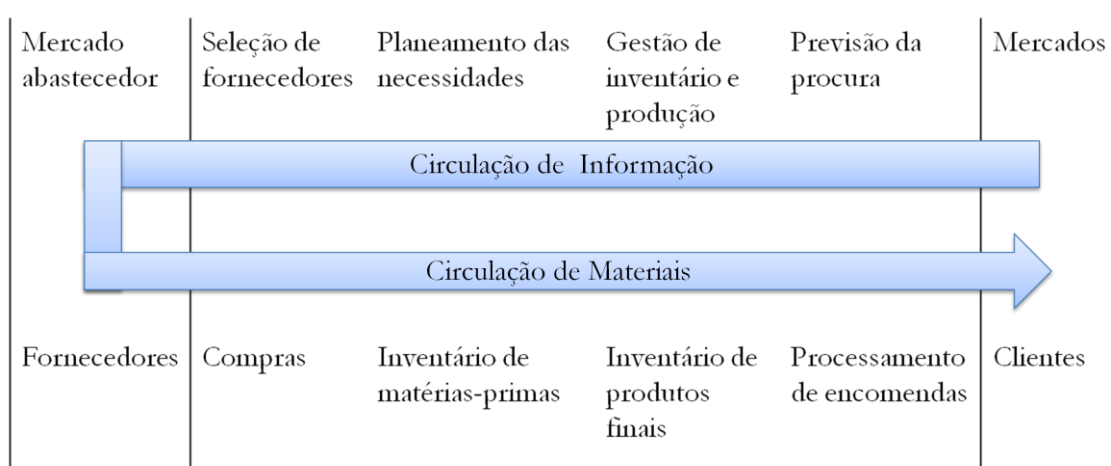 Mercado
abastecedor
Seleção de
fornecedores
Planeamento das
necessidades
Gestão de
inventário e
produção
Previsão da
procura
Mercados
Circulação de Informação
Circulação de Materiais
Fornecedores
Compras
Inventário de
matérias-primas
Inventário de
produtos
finais
Processamento
de encomendas
Clientes